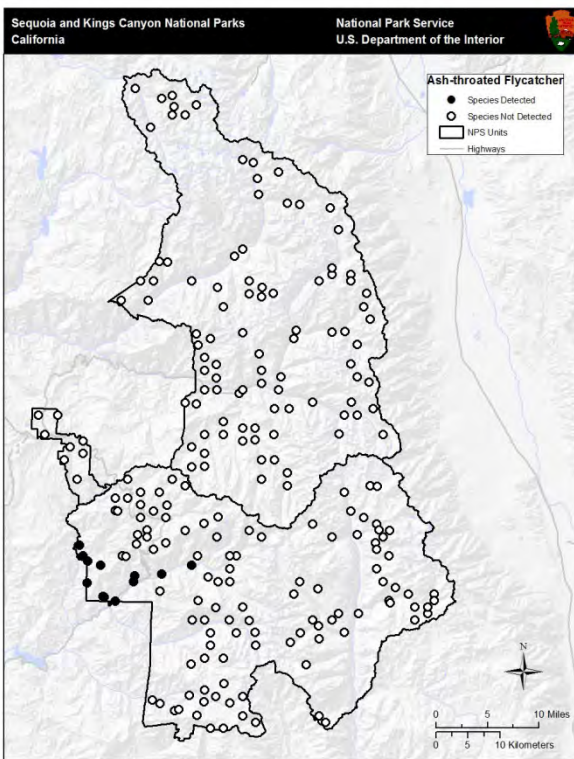 Sequoia and Kings Canyon National Parks
California
National Park Service
U.S. Department of the Interior
Ash-throated Flycatcher
Species Detected
Species Not Detected
NPS Units
Highways
N
0 5 10 Miles
0 5 10 Kilometers